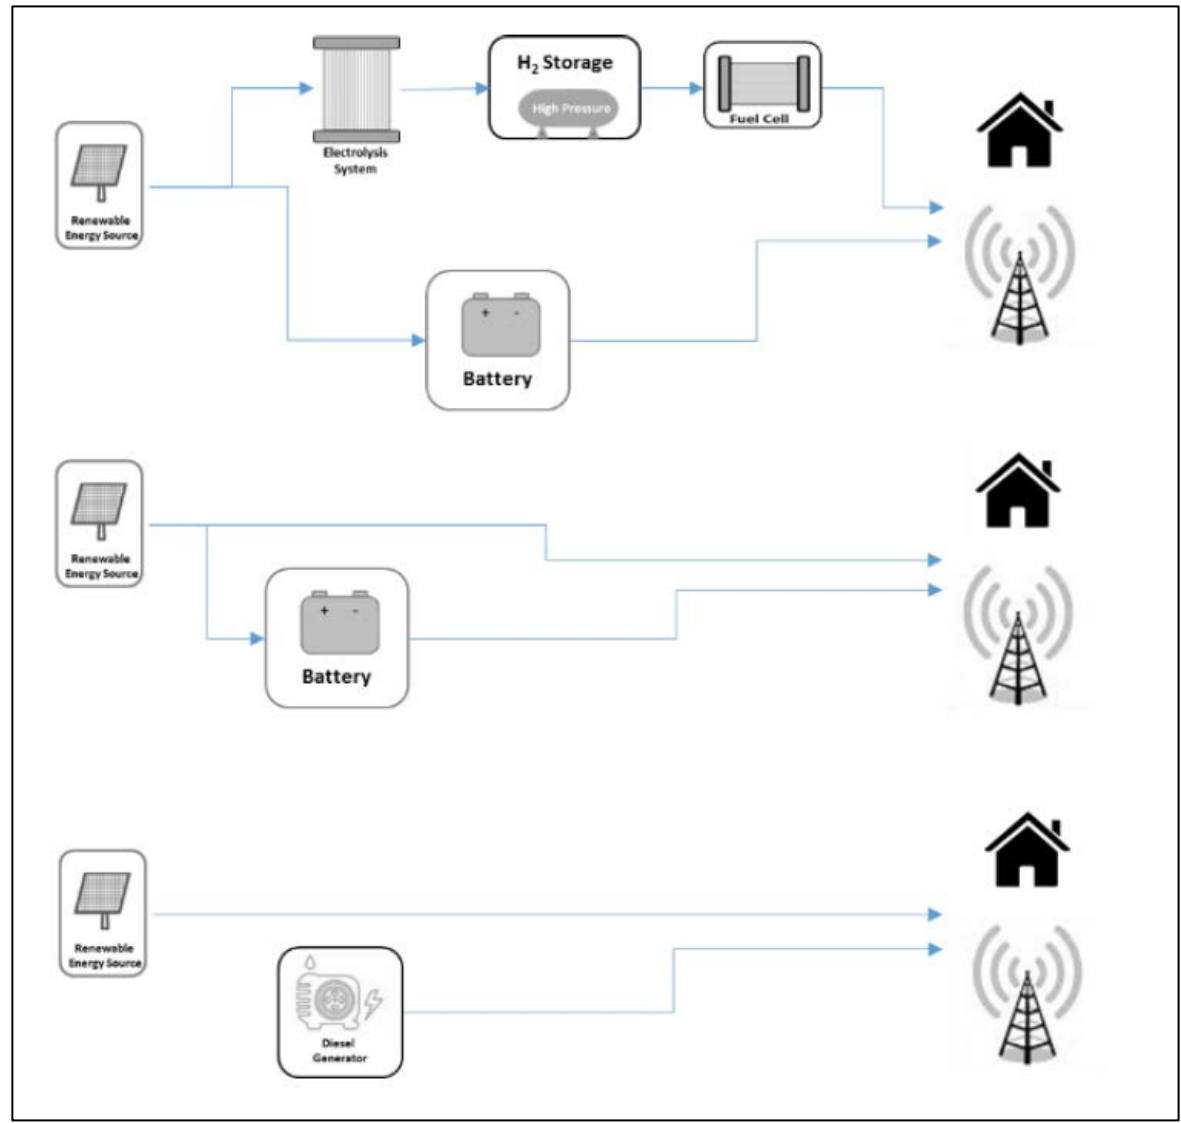 H₂ Storage
High Pressure
Fuel Cell
Electrolysis
System
Renewable
Energy Source
+ -
Battery
Renewable
Energy Source
+ -
Battery
Renewable
Energy Source
Diesel
Generator